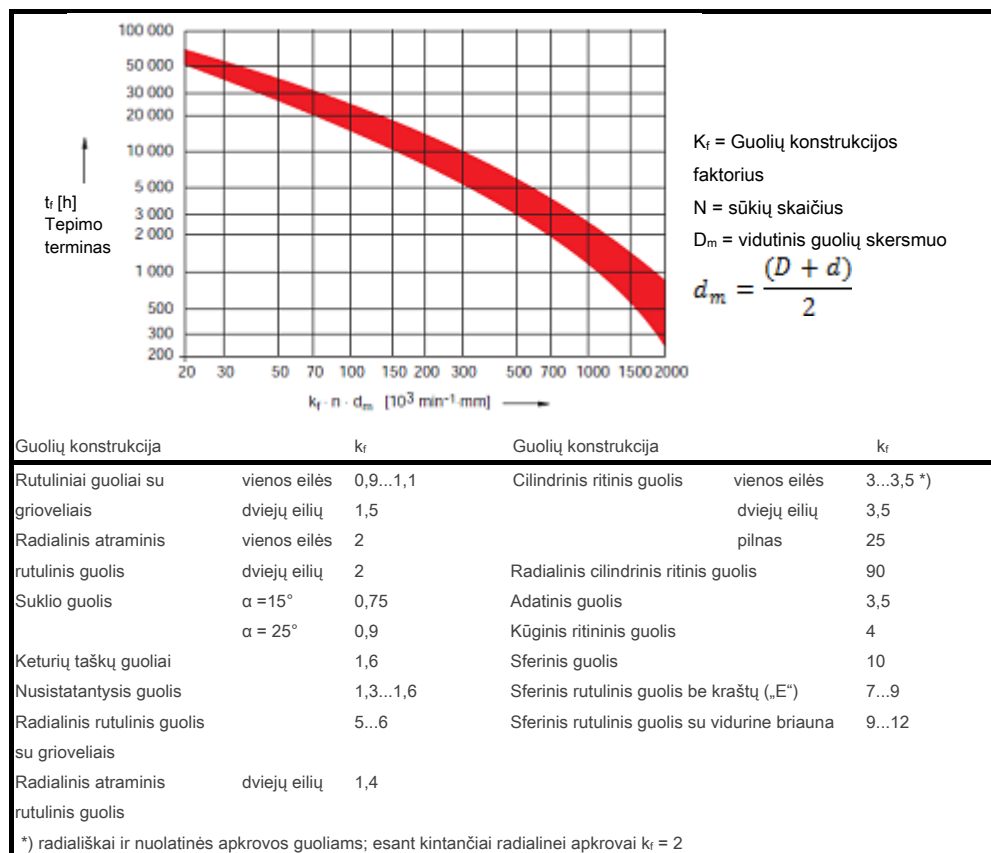 100 000
50 000
30 000
20 000
10 000
5 000
3 000
2 000
1 000
500
300
200
tf [h]
Tepimo
terminas
20 30 50 70 100 150 200 300 500 700 1000 1500 2000
kf · n · dm [10³ min⁻¹·mm]
Kf = Guolių konstrukcijos
faktorius
N = sūkių skaičius
Dm = vidutinis guolių skersmuo
dm = (D + d) / 2
Guolių konstrukcija kf Guolių konstrukcija kf
Rutuliniai guoliai su vienos eilės 0,9...1,1 Cilindrinis ritinis guolis vienos eilės 3...3,5 *)
grioveliais dviejų eilių 1,5 dviejų eilių 3,5
Radialinis atraminis vienos eilės 2 pilnas 25
rutulinis guolis dviejų eilių 2 Radialinis cilindrinis ritinis guolis 90
Suklio guolis α =15° 0,75 Adatinis guolis 3,5
α = 25° 0,9 Kūginis ritininis guolis 4
Keturių taškų guoliai 1,6 Sferinis guolis 10
Nusistatantysis guolis 1,3...1,6 Sferinis rutulinis guolis be kraštų („E“) 7...9
Radialinis rutulinis guolis 5...6 Sferinis rutulinis guolis su vidurine briauna 9...12
su grioveliais
Radialinis atraminis dviejų eilių 1,4
rutulinis guolis
*) radiališkai ir nuolatinės apkrovos guoliams; esant kintančiai radialinei apkrovai kf = 2